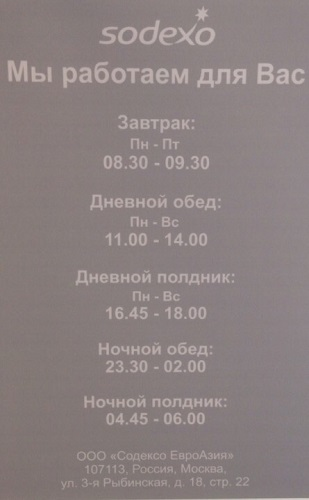 sodexo
Мы работаем для Вас
Завтрак:
Пн - Пт
08.30 - 09.30
Дневной обед:
Пн - Вс
11.00 - 14.00
Дневной полдник:
Пн - Вс
16.45 - 18.00
Ночной обед:
23.30 - 02.00
Ночной полдник:
04.45 - 06.00
ООО «Содексо ЕвроАзия»
107113, Россия, Москва,
ул. 3-я Рыбинская, д. 18, стр. 22